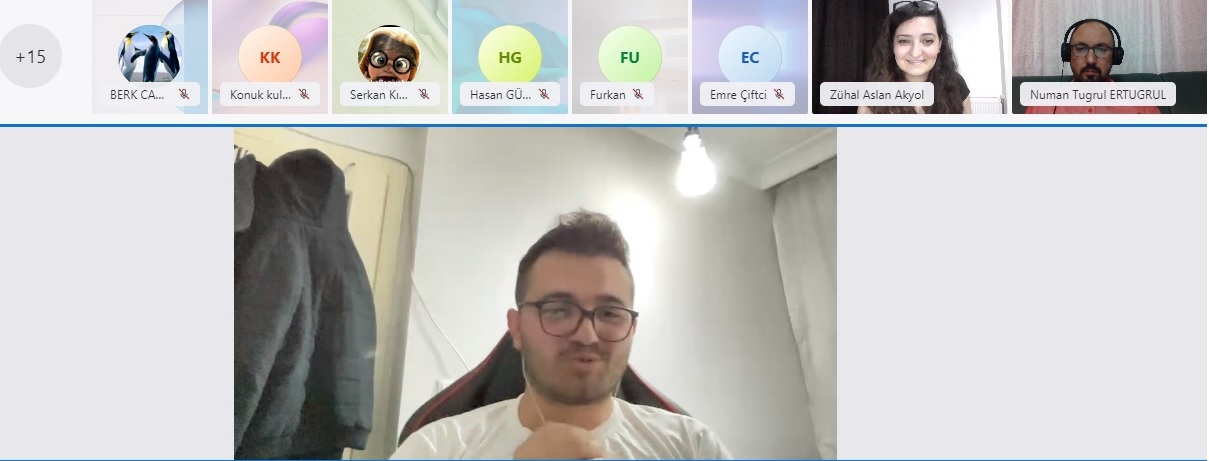 +15
BERK CA...
KK
Konuk kul...
Serkan Kı...
HG
Hasan GÜ...
FU
Furkan
EC
Emre Çiftci
Zühal Aslan Akyol
Numan Tugrul ERTUGRUL